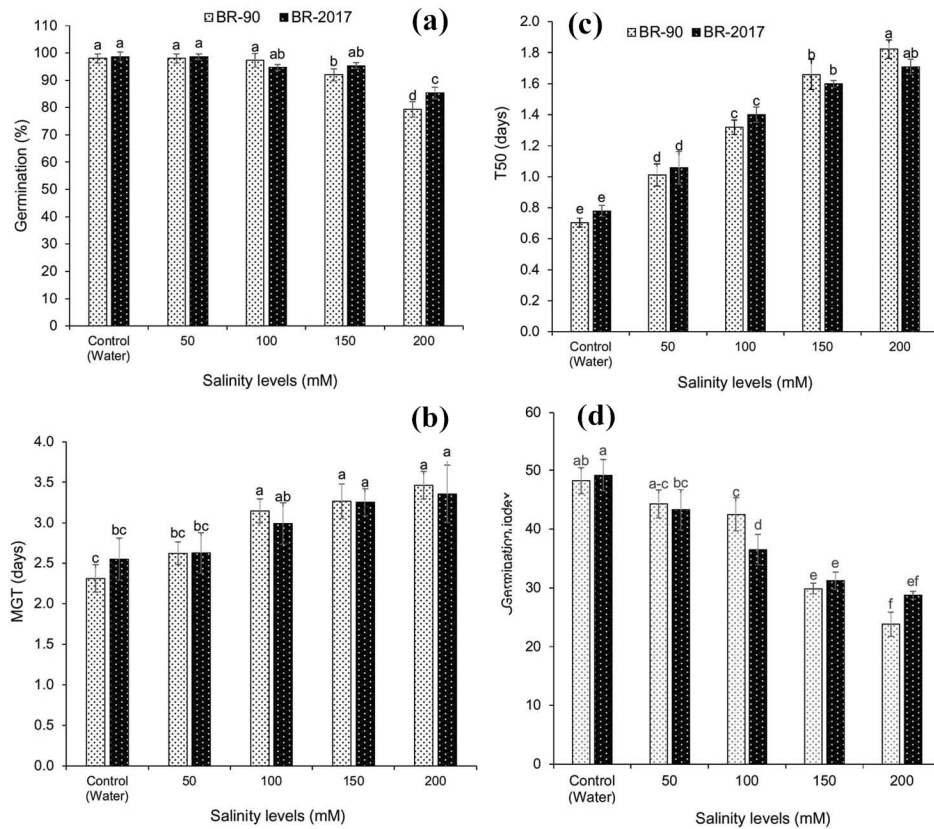 (a)
BR-90 BR-2017
Germination (%)
110
100
90
80
70
60
50
40
30
20
10
0
a a a a a ab b ab d c
Control (Water) 50 100 150 200
Salinity levels (mM)
(c)
BR-90 BR-2017
T50 (days)
2.0
1.8
1.6
1.4
1.2
1.0
0.8
0.6
0.4
0.2
0.0
e e d d c c b b a ab
Control (Water) 50 100 150 200
Salinity levels (mM)
(b)
MGT (days)
4.0
3.5
3.0
2.5
2.0
1.5
1.0
0.5
0.0
c bc bc bc a ab a a a a
Control (Water) 50 100 150 200
Salinity levels (mM)
(d)
Germination
60
50
40
30
20
10
0
ab a a-c bc c d e e f ef
Control (Water) 50 100 150 200
Salinity levels (mM)